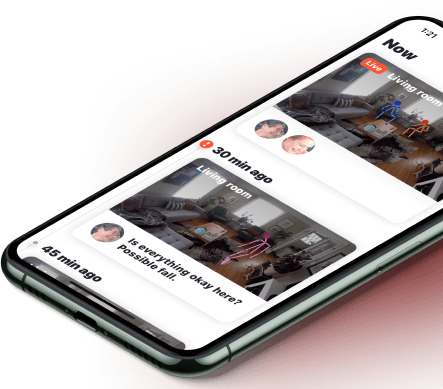 1:21
Now
Live
Living room
30 min ago
Living room
Is everything okay here?
Possible fall.
45 min ago